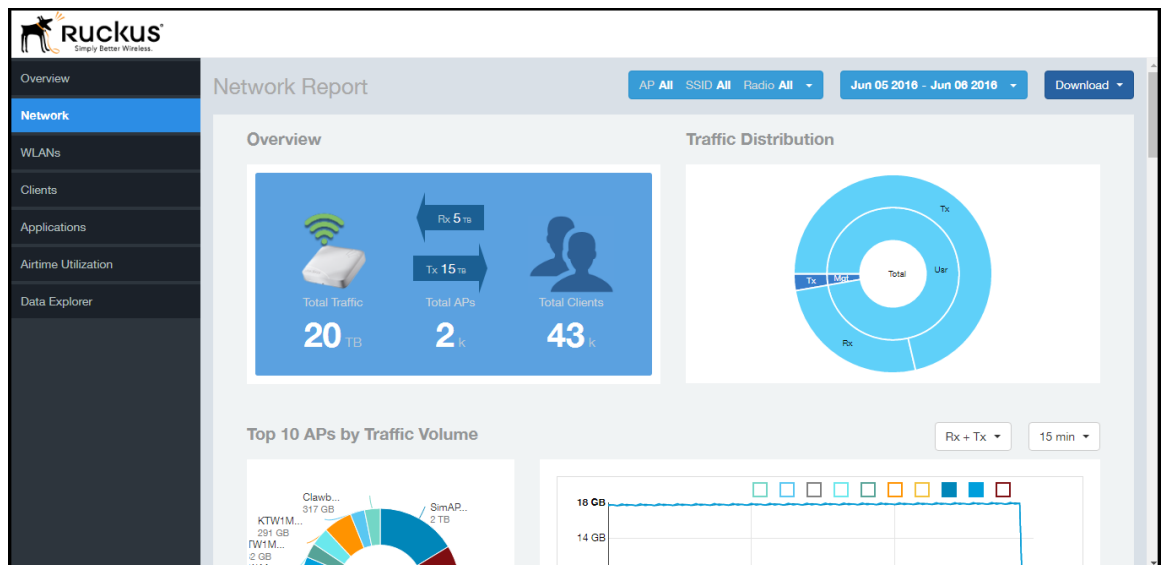 Ruckus
Simply Better Wireless.
Overview
Network
WLANs
Clients
Applications
Airtime Utilization
Data Explorer
Network Report
AP All SSID All Radio All
Jun 05 2016 - Jun 06 2016
Download
Overview
Rx 5 TB
Tx 15 TB
Total Traffic
Total APs
Total Clients
20 TB
2 k
43 k
Traffic Distribution
Tx
Tx
Mgt
Total
Usr
Rx
Top 10 APs by Traffic Volume
Rx + Tx
15 min
Clawb...
317 GB
KTW1M...
291 GB
TW1M...
2 GB
SimAP...
2 TB
18 GB
14 GB